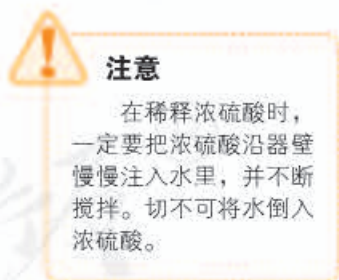 注意
在稀释浓硫酸时，
一定要把浓硫酸沿器壁
慢慢注入水里，并不断
搅拌。切不可将水倒入
浓硫酸。